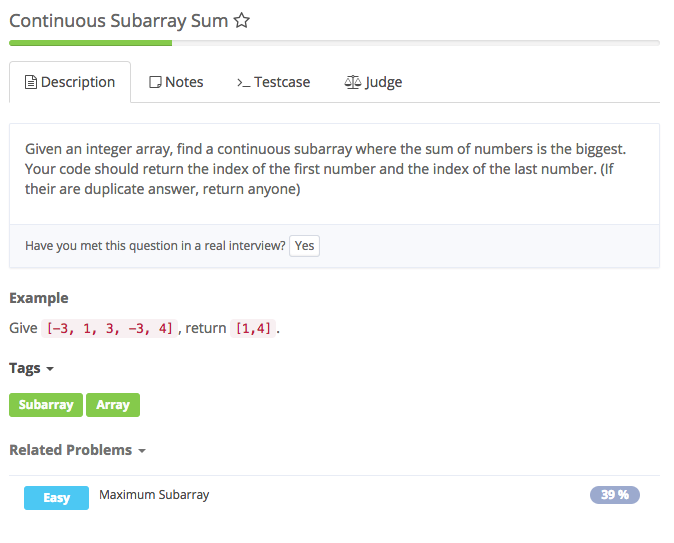 Continuous Subarray Sum
Description Notes >_ Testcase Judge
Given an integer array, find a continuous subarray where the sum of numbers is the biggest.
Your code should return the index of the first number and the index of the last number. (If
their are duplicate answer, return anyone)
Have you met this question in a real interview? Yes
Example
Give [-3, 1, 3, -3, 4], return [1,4].
Tags
Subarray Array
Related Problems
Easy Maximum Subarray 39 %